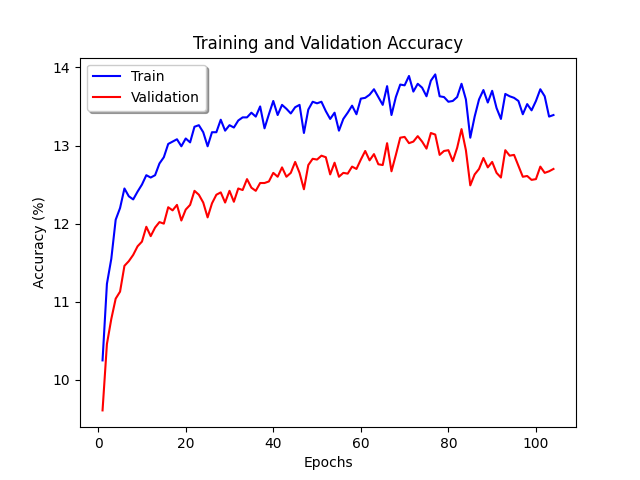 Training and Validation Accuracy
Train
Validation
14
13
12
11
10
Accuracy (%)
0
20
40
60
80
100
Epochs